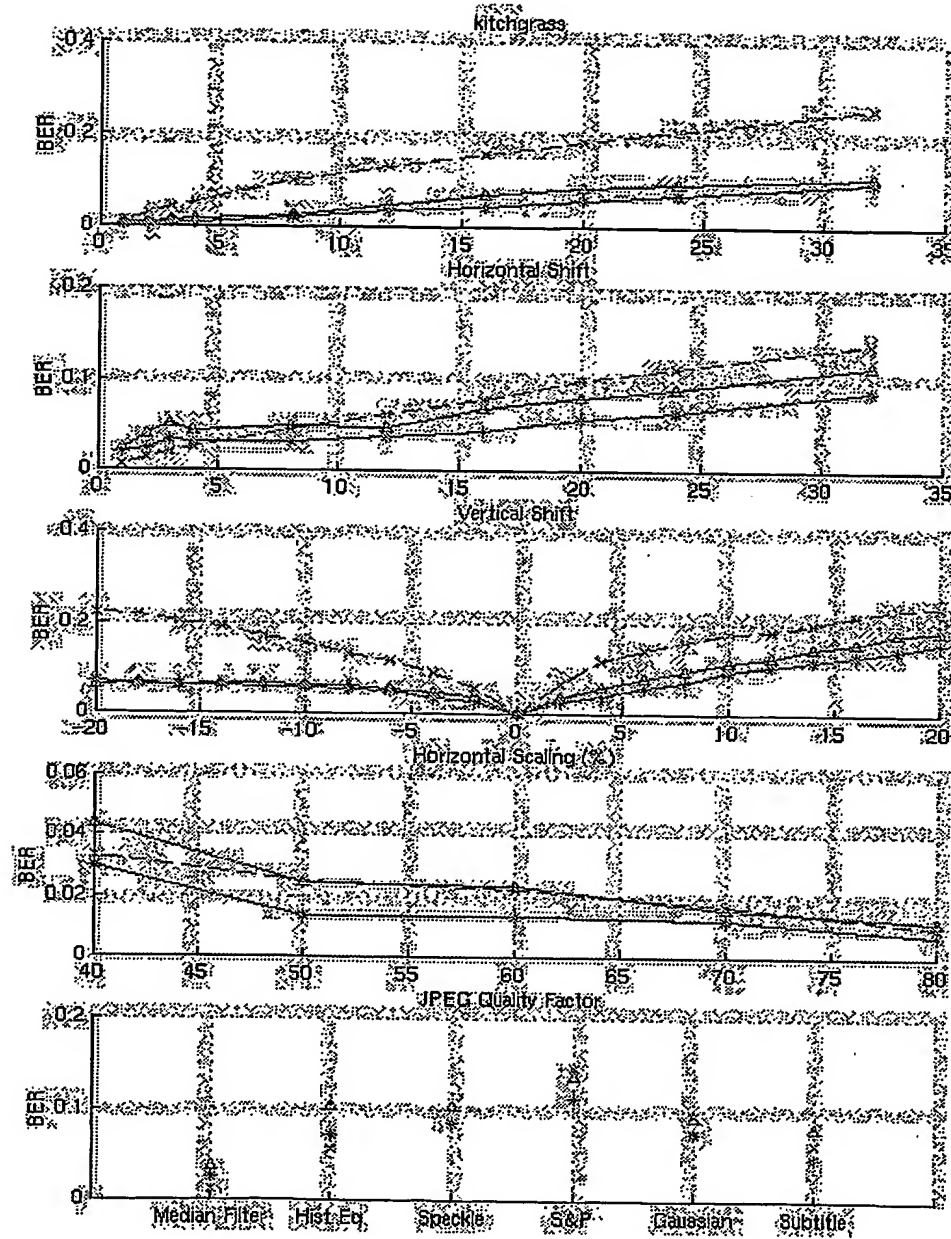 kitchgrass
0.4
0.2
0
BER
0 5 10 15 20 25 30 35
Horizontal Shift
0.2
0.1
0
BER
0 5 10 15 20 25 30 35
Vertical Shift
0.4
0.2
0
BER
-20 -15 -10 -5 0 5 10 15 20
Horizontal Scaling (%)
0.06
0.04
0.02
0
BER
40 45 50 55 60 65 70 75 80
JPEG Quality Factor
0.2
0.1
0
BER
Median Filter Hist Eq Speckle S&P Gaussian Subtitle